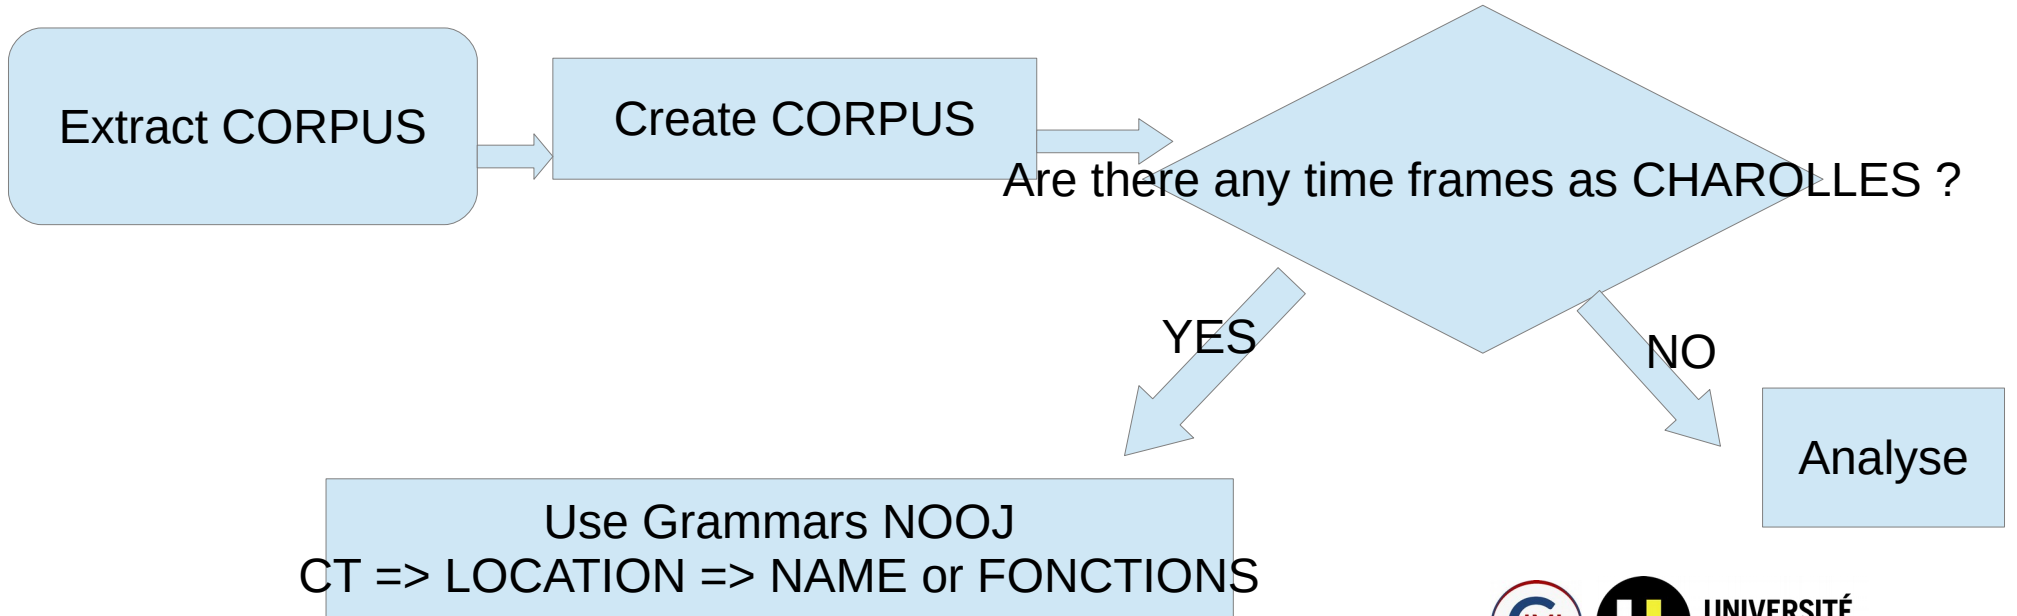 Extract CORPUS
Create CORPUS
Are there any time frames as CHAROLLES ?
YES
NO
Analyse
Use Grammars NOOJ
CT => LOCATION => NAME or FONCTIONS
UNIVERSITÉ